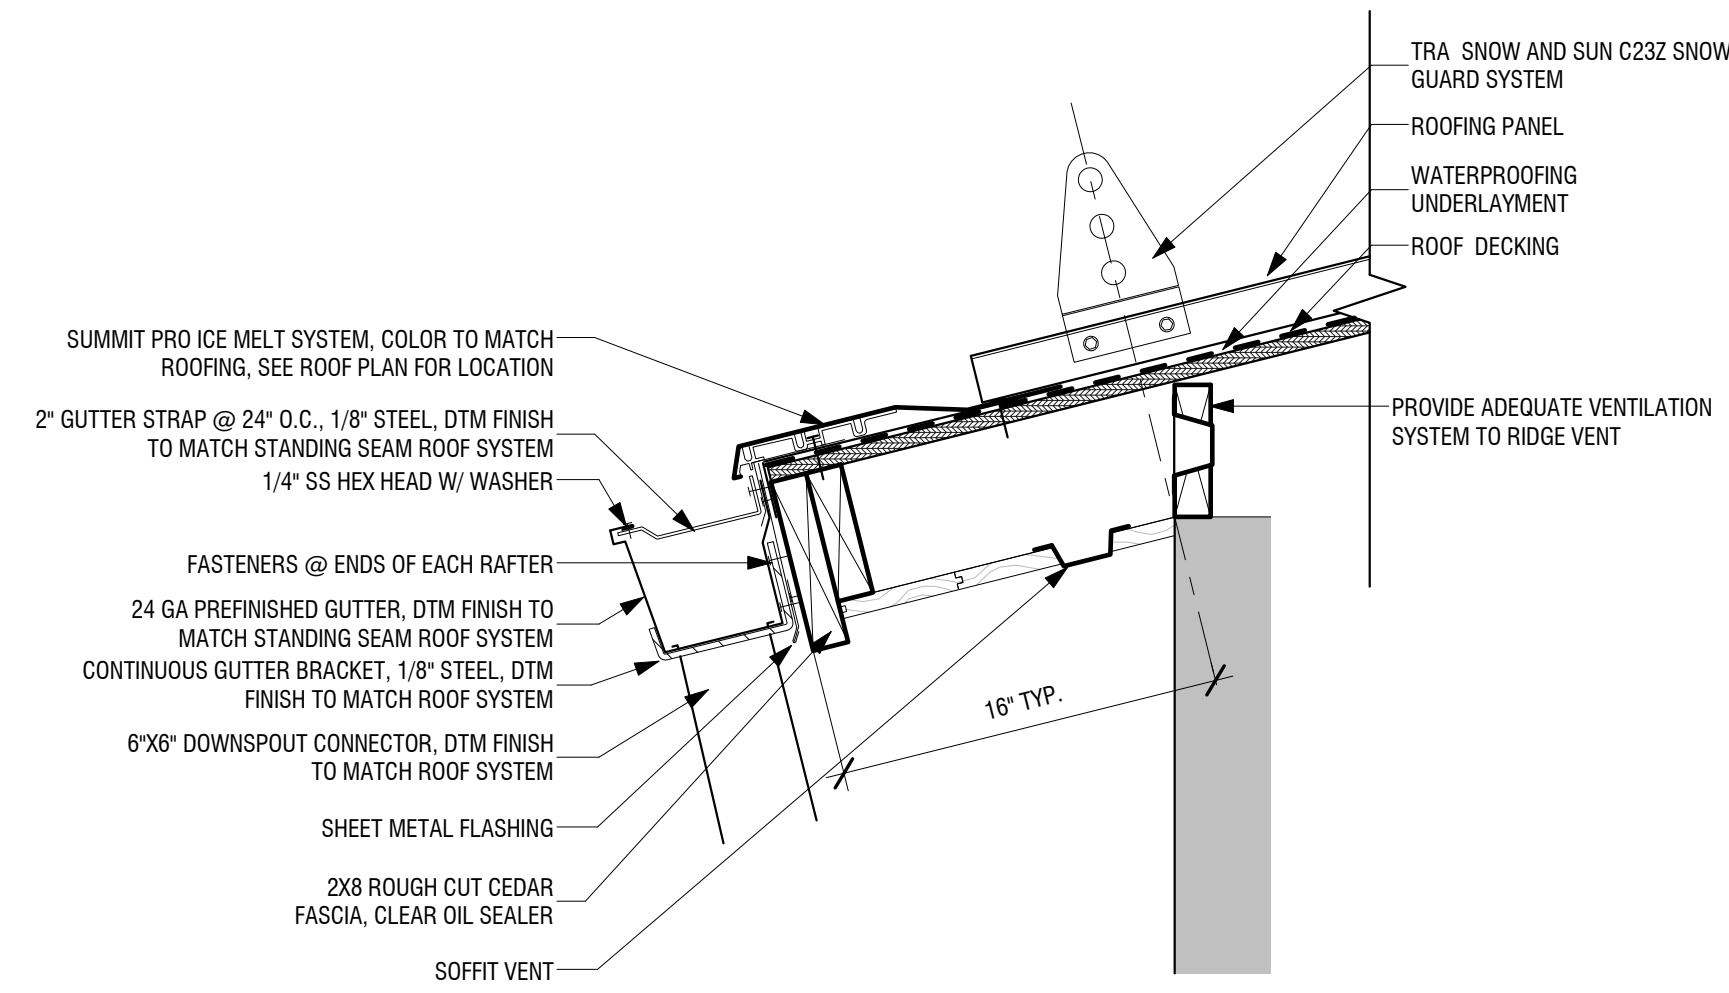 TRA SNOW AND SUN C23Z SNOW
GUARD SYSTEM
ROOFING PANEL
WATERPROOFING
UNDERLAYMENT
ROOF DECKING
PROVIDE ADEQUATE VENTILATION
SYSTEM TO RIDGE VENT
SUMMIT PRO ICE MELT SYSTEM, COLOR TO MATCH
ROOFING, SEE ROOF PLAN FOR LOCATION
2" GUTTER STRAP @ 24" O.C., 1/8" STEEL, DTM FINISH
TO MATCH STANDING SEAM ROOF SYSTEM
1/4" SS HEX HEAD W/ WASHER
FASTENERS @ ENDS OF EACH RAFTER
24 GA PREFINISHED GUTTER, DTM FINISH TO
MATCH STANDING SEAM ROOF SYSTEM
CONTINUOUS GUTTER BRACKET, 1/8" STEEL, DTM
FINISH TO MATCH ROOF SYSTEM
6"X6" DOWNSPOUT CONNECTOR, DTM FINISH
TO MATCH ROOF SYSTEM
SHEET METAL FLASHING
2X8 ROUGH CUT CEDAR
FASCIA, CLEAR OIL SEALER
SOFFIT VENT
16" TYP.